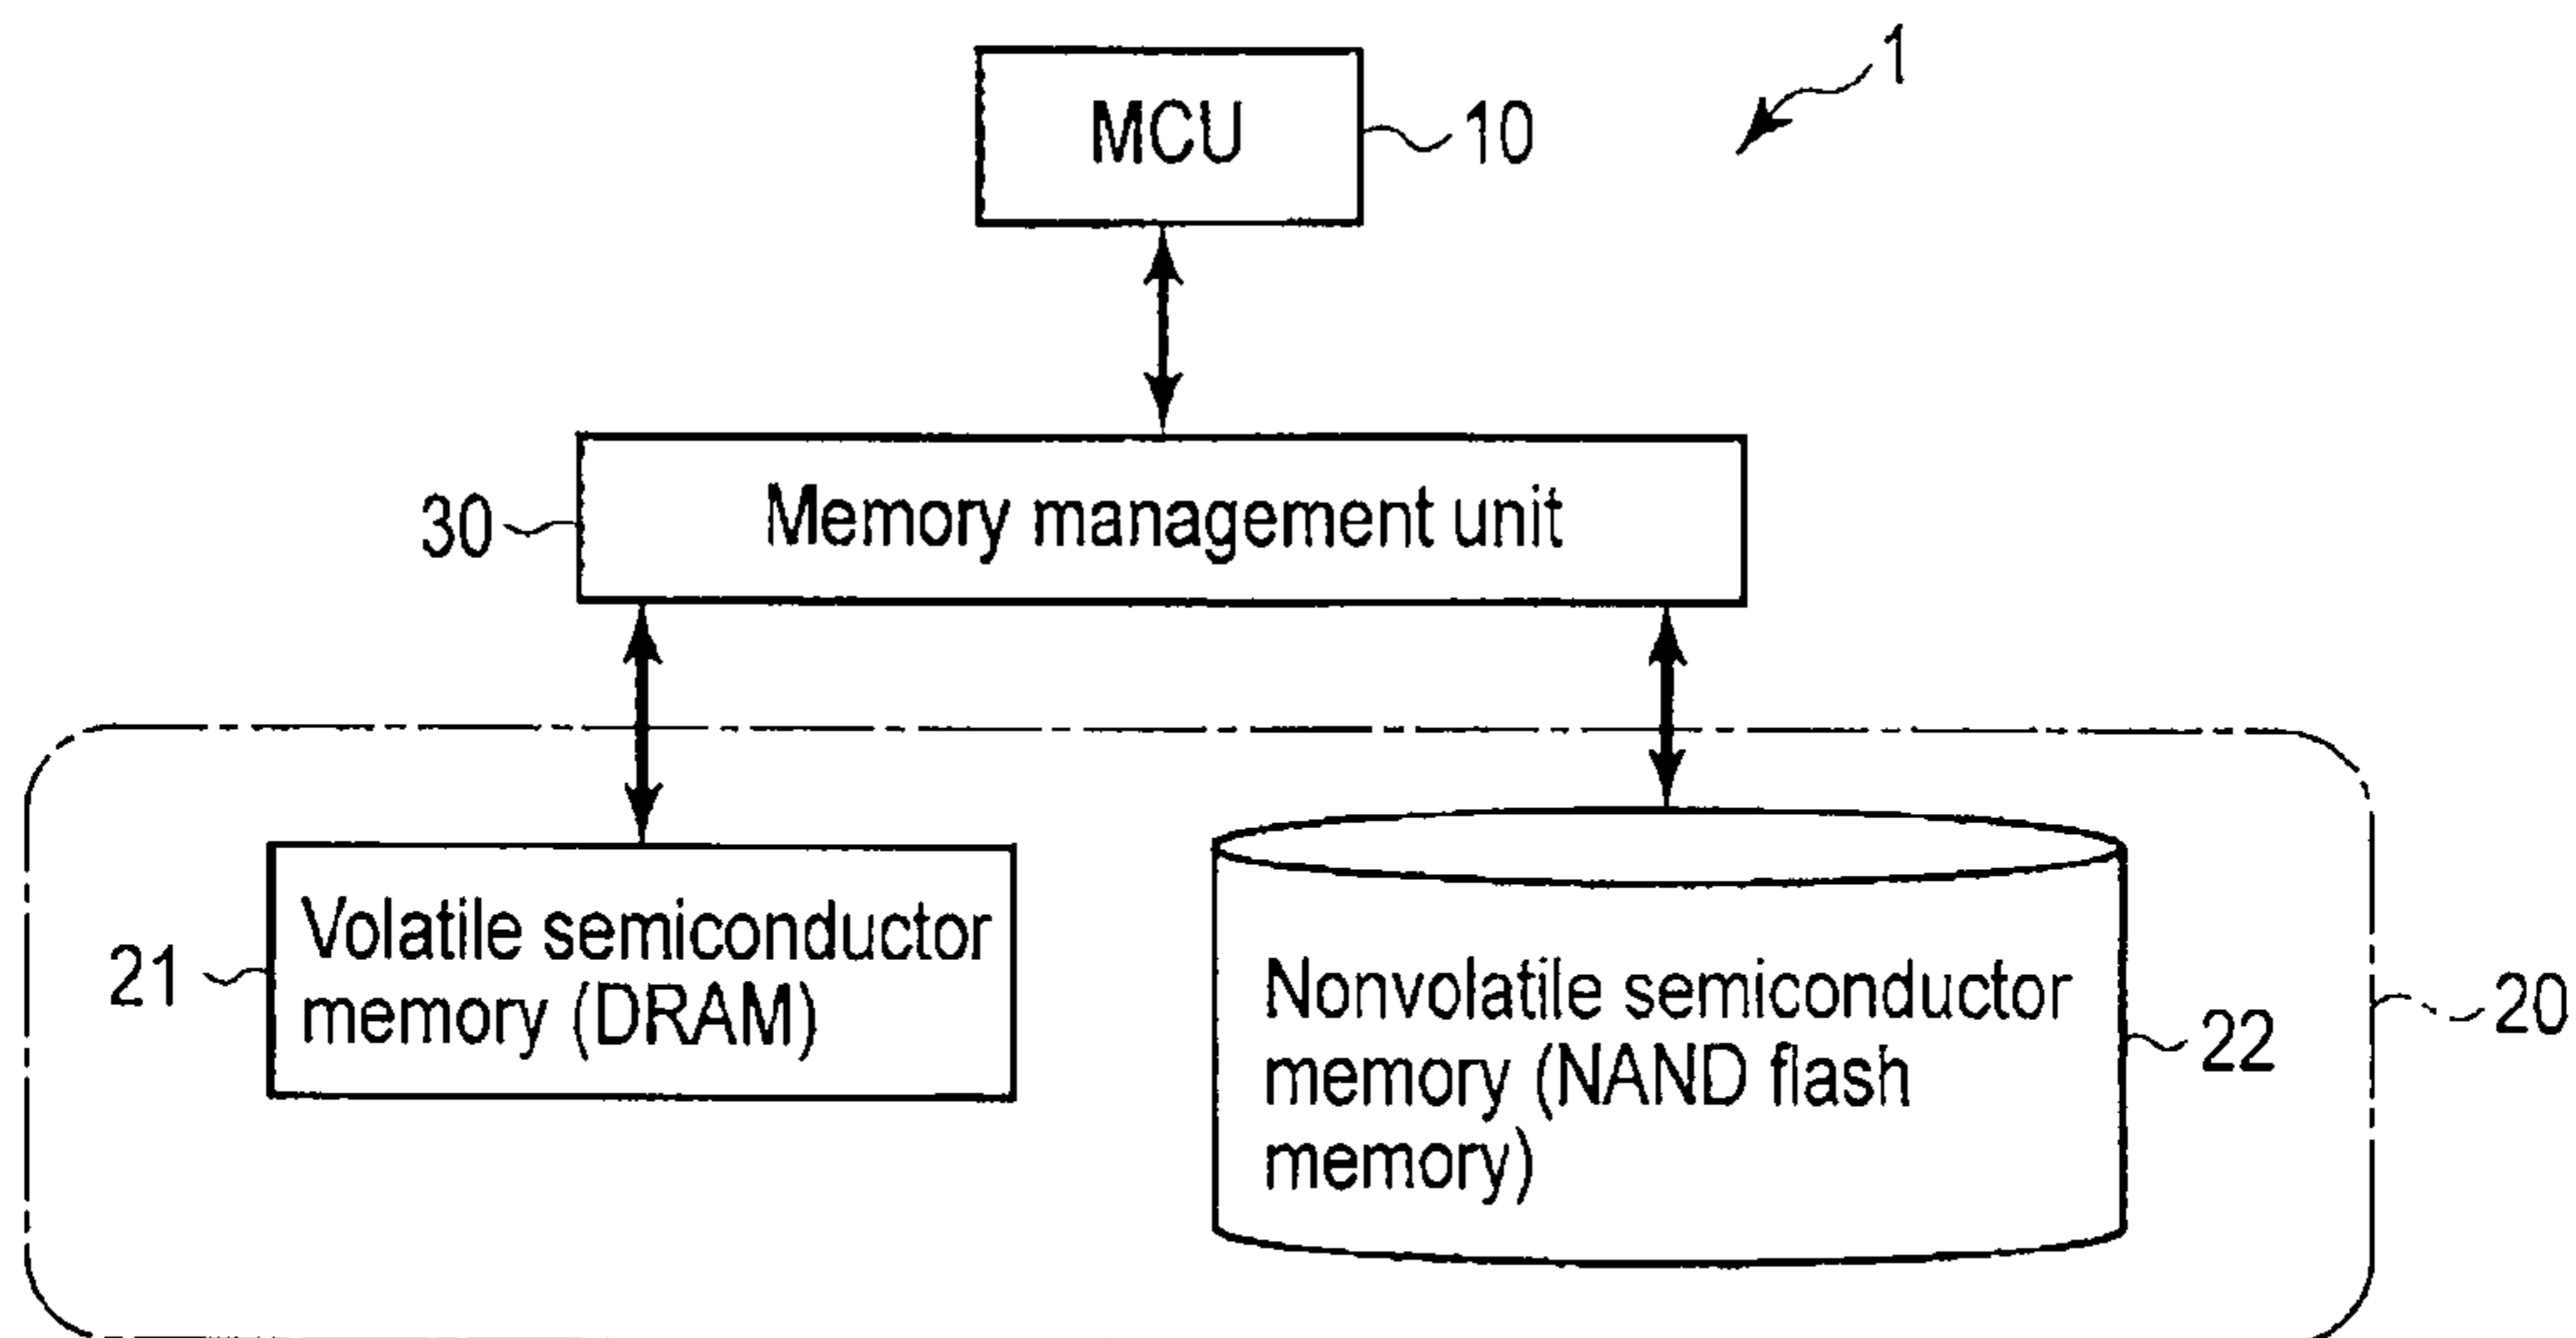 1
MCU
10
30
Memory management unit
21
Volatile semiconductor
memory (DRAM)
Nonvolatile semiconductor
memory (NAND flash
memory)
22
20